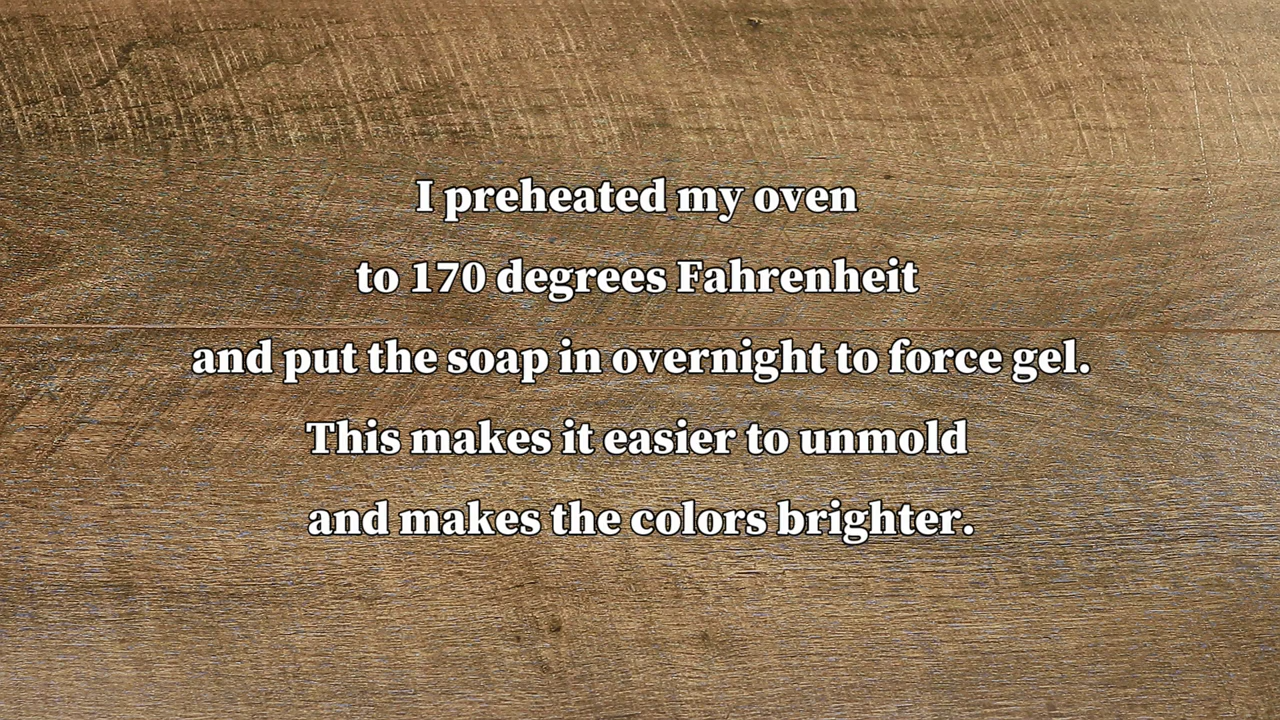 I preheated my oven
to 170 degrees Fahrenheit
and put the soap in overnight to force gel.
This makes it easier to unmold
and makes the colors brighter.